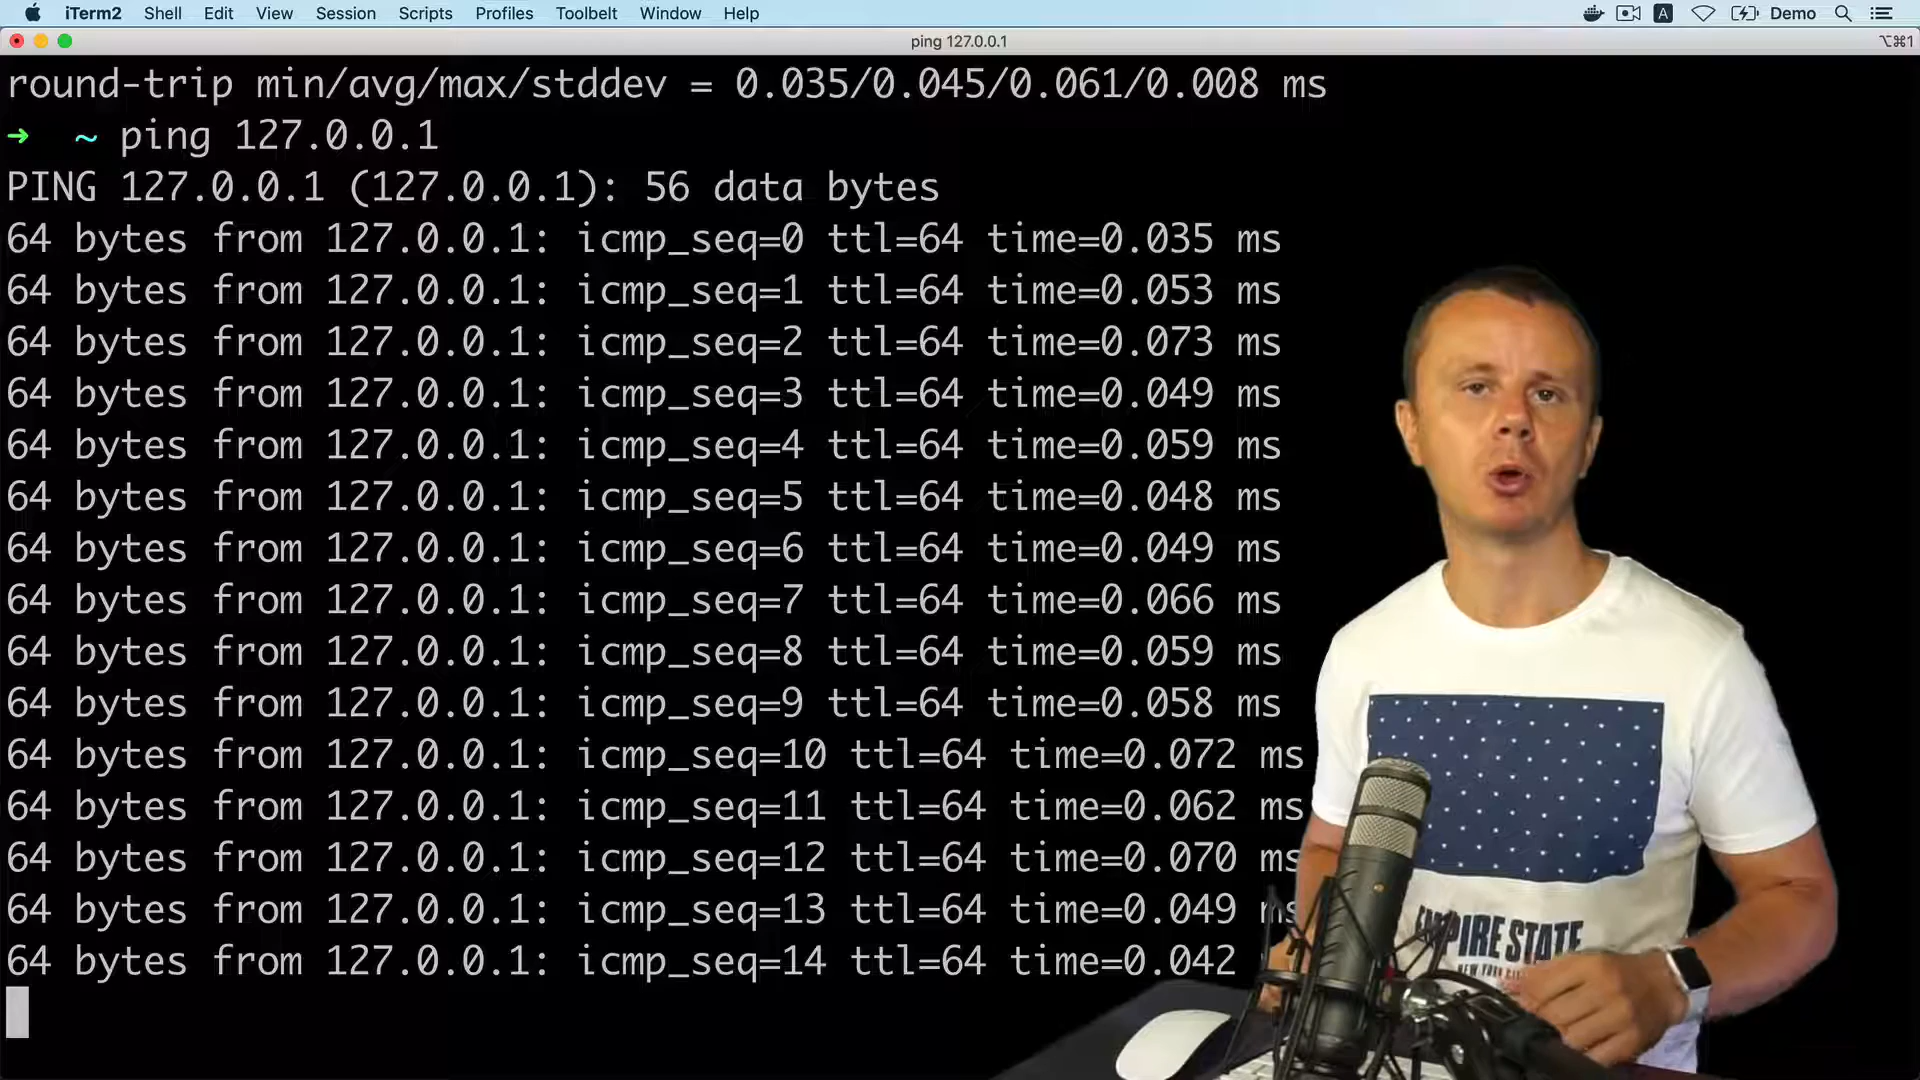 iTerm2 Shell Edit View Session Scripts Profiles Toolbelt Window Help A Demo
ping 127.0.0.1 ⌥⌘1
round-trip min/avg/max/stddev = 0.035/0.045/0.061/0.008 ms
➜ ~ ping 127.0.0.1
PING 127.0.0.1 (127.0.0.1): 56 data bytes
64 bytes from 127.0.0.1: icmp_seq=0 ttl=64 time=0.035 ms
64 bytes from 127.0.0.1: icmp_seq=1 ttl=64 time=0.053 ms
64 bytes from 127.0.0.1: icmp_seq=2 ttl=64 time=0.073 ms
64 bytes from 127.0.0.1: icmp_seq=3 ttl=64 time=0.049 ms
64 bytes from 127.0.0.1: icmp_seq=4 ttl=64 time=0.059 ms
64 bytes from 127.0.0.1: icmp_seq=5 ttl=64 time=0.048 ms
64 bytes from 127.0.0.1: icmp_seq=6 ttl=64 time=0.049 ms
64 bytes from 127.0.0.1: icmp_seq=7 ttl=64 time=0.066 ms
64 bytes from 127.0.0.1: icmp_seq=8 ttl=64 time=0.059 ms
64 bytes from 127.0.0.1: icmp_seq=9 ttl=64 time=0.058 ms
64 bytes from 127.0.0.1: icmp_seq=10 ttl=64 time=0.072 ms
64 bytes from 127.0.0.1: icmp_seq=11 ttl=64 time=0.062 ms
64 bytes from 127.0.0.1: icmp_seq=12 ttl=64 time=0.070 ms
64 bytes from 127.0.0.1: icmp_seq=13 ttl=64 time=0.049 ms
64 bytes from 127.0.0.1: icmp_seq=14 ttl=64 time=0.042
EMPIRE STATE
NEW YORK